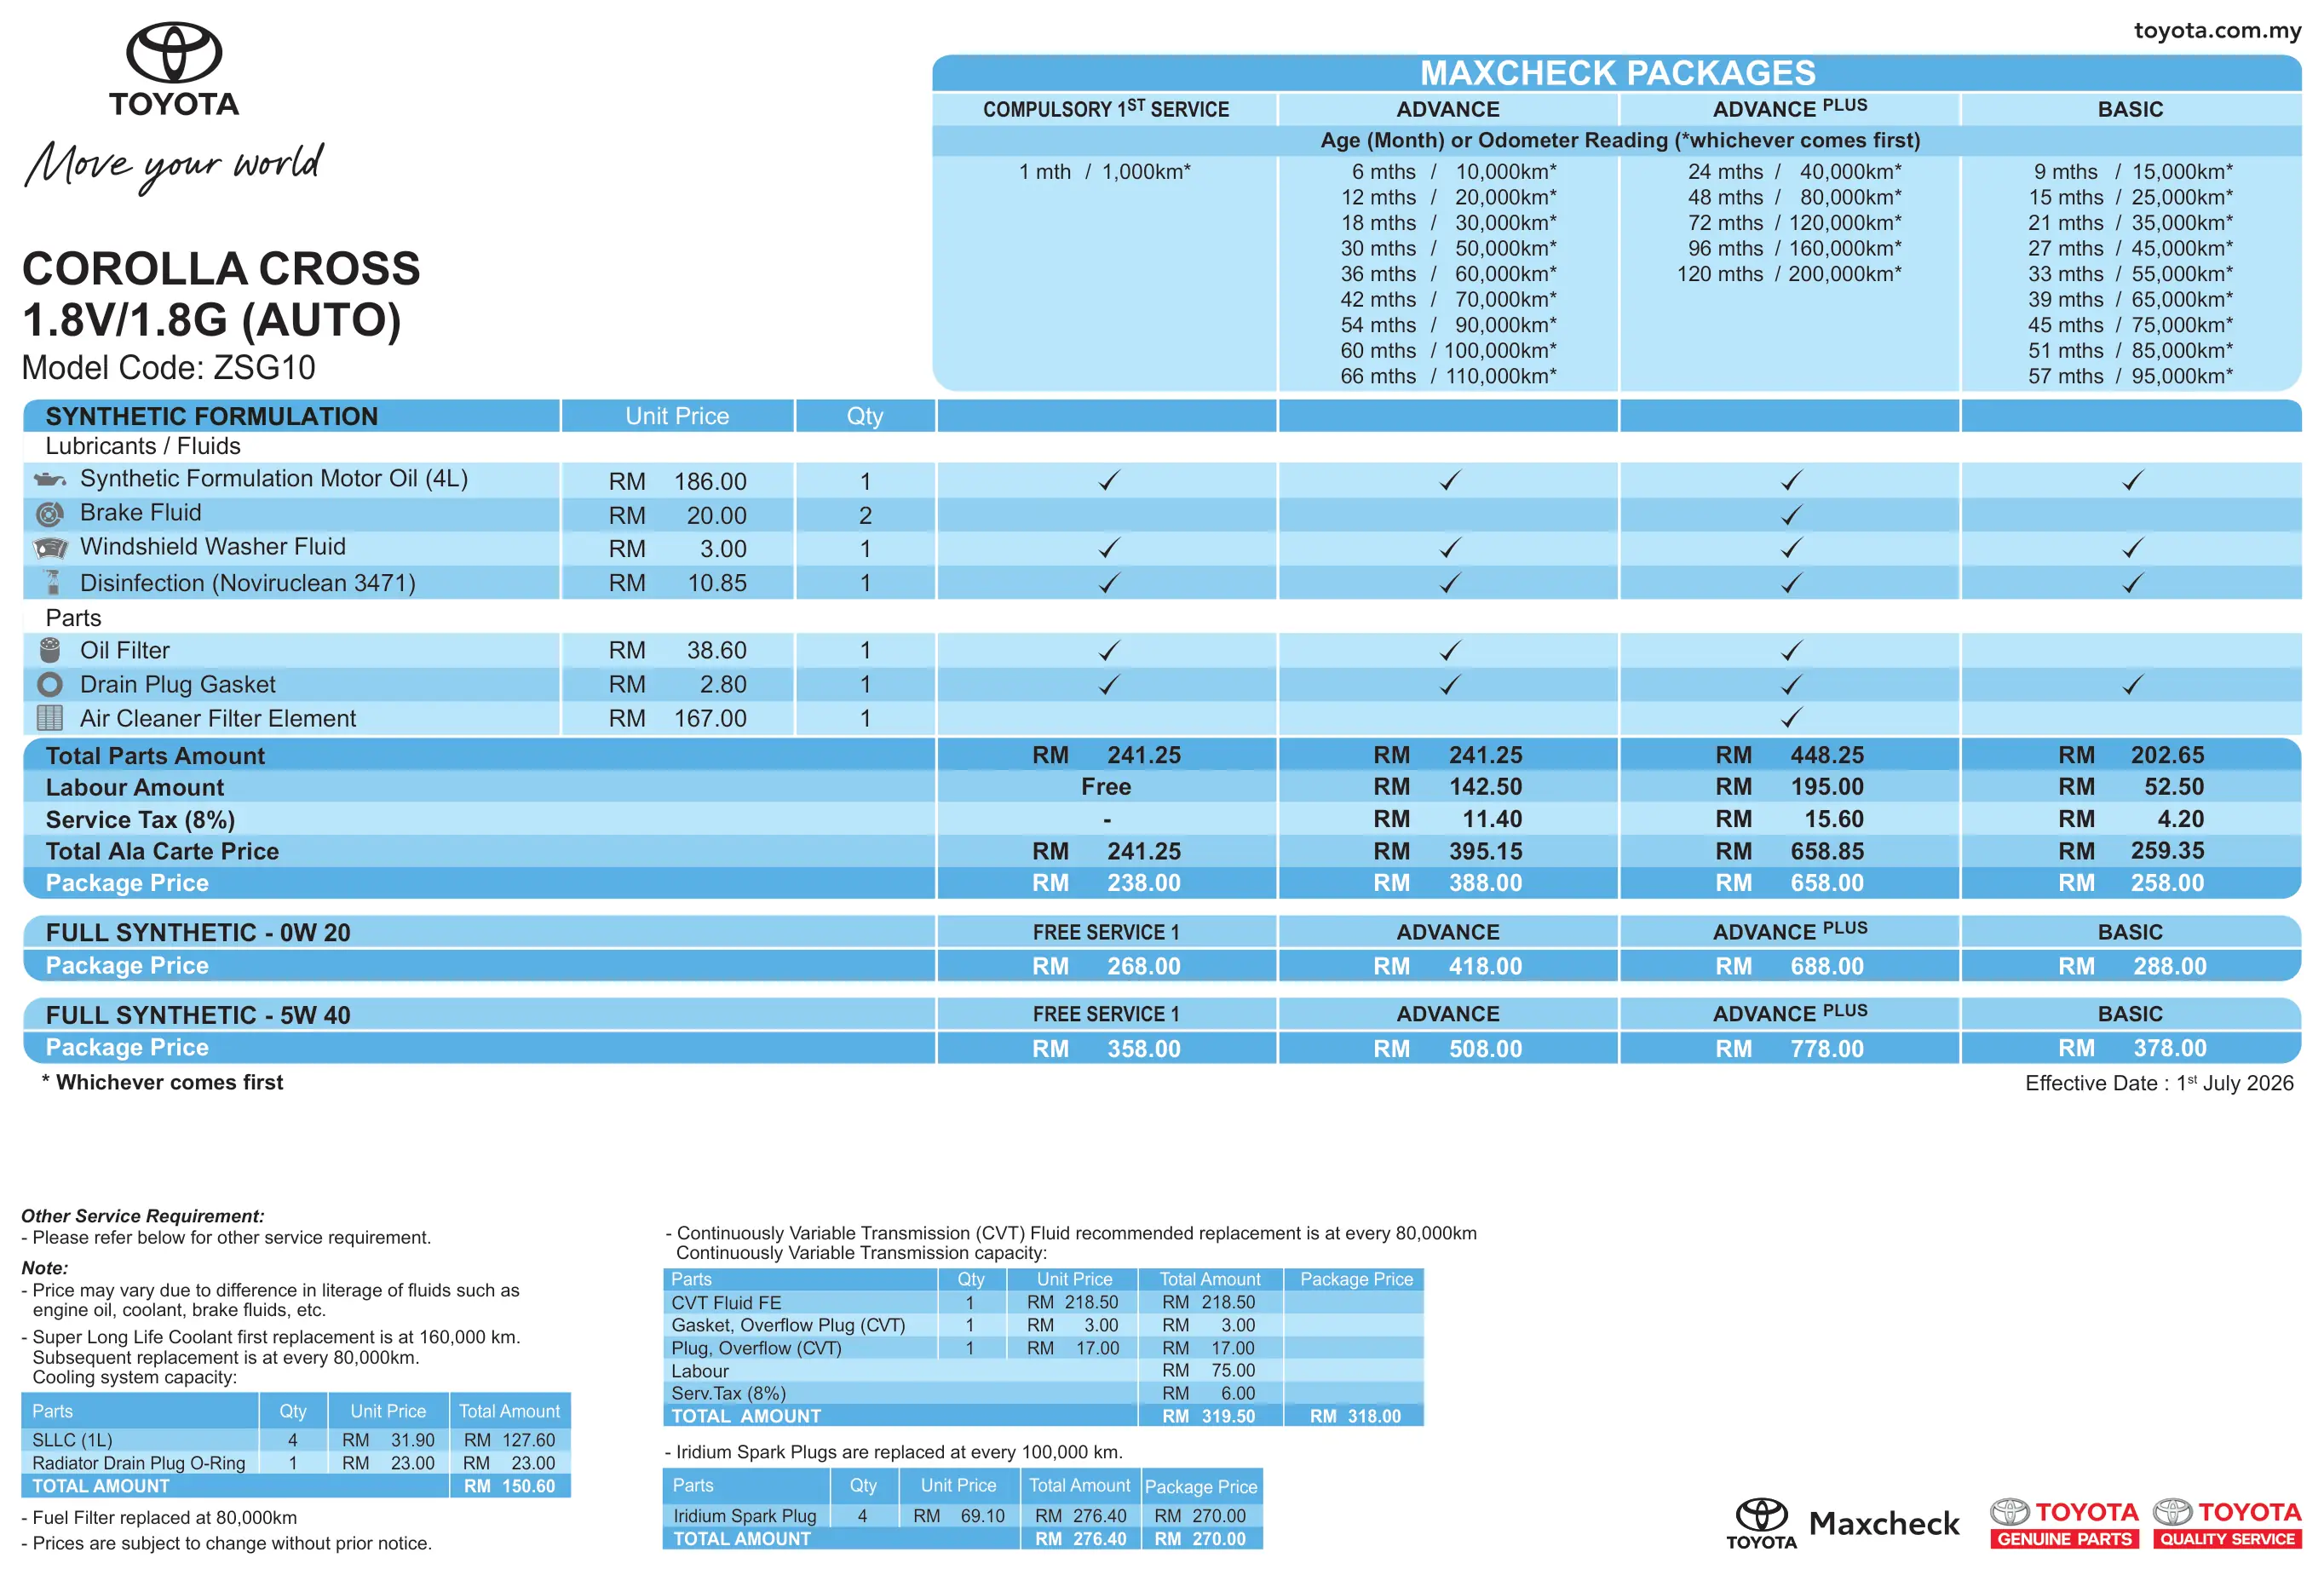 toyota.com.my
TOYOTA
Move your world
COROLLA CROSS
1.8V/1.8G (AUTO)
Model Code: ZSG10
MAXCHECK PACKAGES
COMPULSORY 1ST SERVICE ADVANCE ADVANCE PLUS BASIC
Age (Month) or Odometer Reading (*whichever comes first)
1 mth / 1,000km* 6 mths / 10,000km* 24 mths / 40,000km* 9 mths / 15,000km*
12 mths / 20,000km* 48 mths / 80,000km* 15 mths / 25,000km*
18 mths / 30,000km* 72 mths / 120,000km* 21 mths / 35,000km*
30 mths / 50,000km* 96 mths / 160,000km* 27 mths / 45,000km*
36 mths / 60,000km* 120 mths / 200,000km* 33 mths / 55,000km*
42 mths / 70,000km* 39 mths / 65,000km*
54 mths / 90,000km* 45 mths / 75,000km*
60 mths / 100,000km* 51 mths / 85,000km*
66 mths / 110,000km* 57 mths / 95,000km*
SYNTHETIC FORMULATION Unit Price Qty
Lubricants / Fluids
Synthetic Formulation Motor Oil (4L) RM 186.00 1 ✓ ✓ ✓ ✓
Brake Fluid RM 20.00 2 ✓
Windshield Washer Fluid RM 3.00 1 ✓ ✓ ✓ ✓
Disinfection (Noviruclean 3471) RM 10.85 1 ✓ ✓ ✓ ✓
Parts
Oil Filter RM 38.60 1 ✓ ✓ ✓
Drain Plug Gasket RM 2.80 1 ✓ ✓ ✓ ✓
Air Cleaner Filter Element RM 167.00 1 ✓
Total Parts Amount RM 241.25 RM 241.25 RM 448.25 RM 202.65
Labour Amount Free RM 142.50 RM 195.00 RM 52.50
Service Tax (8%) - RM 11.40 RM 15.60 RM 4.20
Total Ala Carte Price RM 241.25 RM 395.15 RM 658.85 RM 259.35
Package Price RM 238.00 RM 388.00 RM 658.00 RM 258.00
FULL SYNTHETIC - 0W 20 FREE SERVICE 1 ADVANCE ADVANCE PLUS BASIC
Package Price RM 268.00 RM 418.00 RM 688.00 RM 288.00
FULL SYNTHETIC - 5W 40 FREE SERVICE 1 ADVANCE ADVANCE PLUS BASIC
Package Price RM 358.00 RM 508.00 RM 778.00 RM 378.00
* Whichever comes first
Effective Date : 1st July 2026
Other Service Requirement:
- Please refer below for other service requirement.
Note:
- Price may vary due to difference in literage of fluids such as
engine oil, coolant, brake fluids, etc.
- Super Long Life Coolant first replacement is at 160,000 km.
Subsequent replacement is at every 80,000km.
Cooling system capacity:
Parts Qty Unit Price Total Amount
SLLC (1L) 4 RM 31.90 RM 127.60
Radiator Drain Plug O-Ring 1 RM 23.00 RM 23.00
TOTAL AMOUNT RM 150.60
- Fuel Filter replaced at 80,000km
- Prices are subject to change without prior notice.
- Continuously Variable Transmission (CVT) Fluid recommended replacement is at every 80,000km
Continuously Variable Transmission capacity:
Parts Qty Unit Price Total Amount Package Price
CVT Fluid FE 1 RM 218.50 RM 218.50
Gasket, Overflow Plug (CVT) 1 RM 3.00 RM 3.00
Plug, Overflow (CVT) 1 RM 17.00 RM 17.00
Labour RM 75.00
Serv.Tax (8%) RM 6.00
TOTAL AMOUNT RM 319.50 RM 318.00
- Iridium Spark Plugs are replaced at every 100,000 km.
Parts Qty Unit Price Total Amount Package Price
Iridium Spark Plug 4 RM 69.10 RM 276.40 RM 270.00
TOTAL AMOUNT RM 276.40 RM 270.00
TOYOTA Maxcheck
TOYOTA
GENUINE PARTS
TOYOTA
QUALITY SERVICE